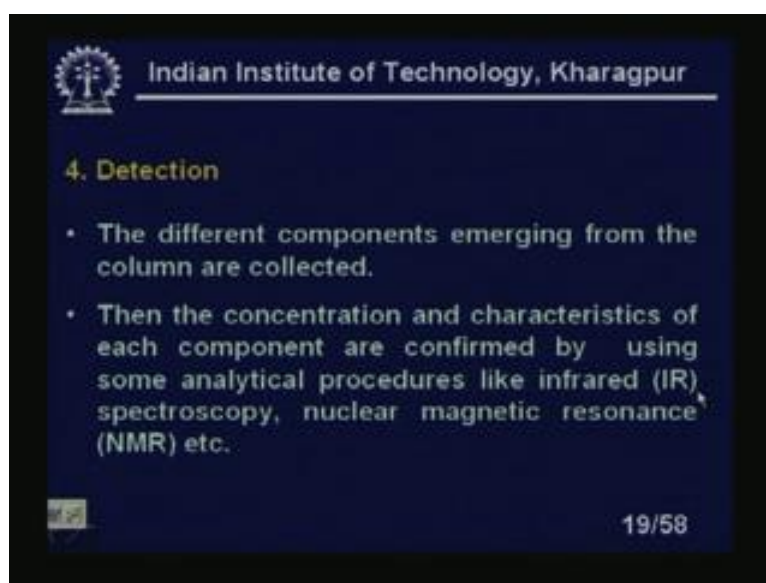 Indian Institute of Technology, Kharagpur
4. Detection
• The different components emerging from the
column are collected.
• Then the concentration and characteristics of
each component are confirmed by using
some analytical procedures like infrared (IR)
spectroscopy, nuclear magnetic resonance
(NMR) etc.
19/58